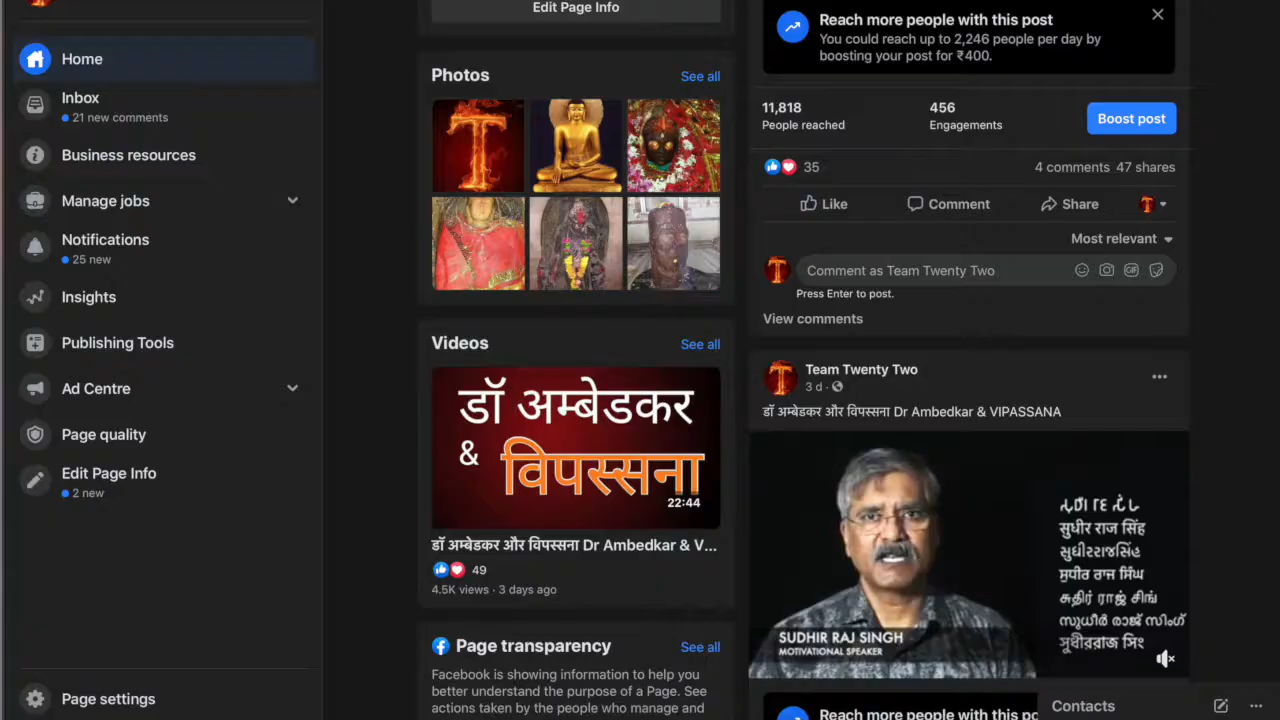 Home
Inbox
21 new comments
Business resources
Manage jobs
Notifications
25 new
Insights
Publishing Tools
Ad Centre
Page quality
Edit Page Info
2 new
Page settings
Edit Page Info
Photos See all
T
Videos See all
डॉ अम्बेडकर
&
विपस्सना
22:44
डॉ अम्बेडकर और विपस्सना Dr Ambedkar & V...
49
4.5K views · 3 days ago
Page transparency See all
Facebook is showing information to help you
better understand the purpose of a Page. See
actions taken by the people who manage and
Reach more people with this post
You could reach up to 2,246 people per day by
boosting your post for ₹400.
11,818 456
People reached Engagements
Boost post
35 4 comments 47 shares
Like Comment Share
Most relevant
Comment as Team Twenty Two
GIF
Press Enter to post.
View comments
Team Twenty Two
3 d ·
डॉ अम्बेडकर और विपस्सना Dr Ambedkar & VIPASSANA
सुधीर राज सिंह
SUDHIR RAJ SINGH
MOTIVATIONAL SPEAKER
Reach more people with this po
Contacts